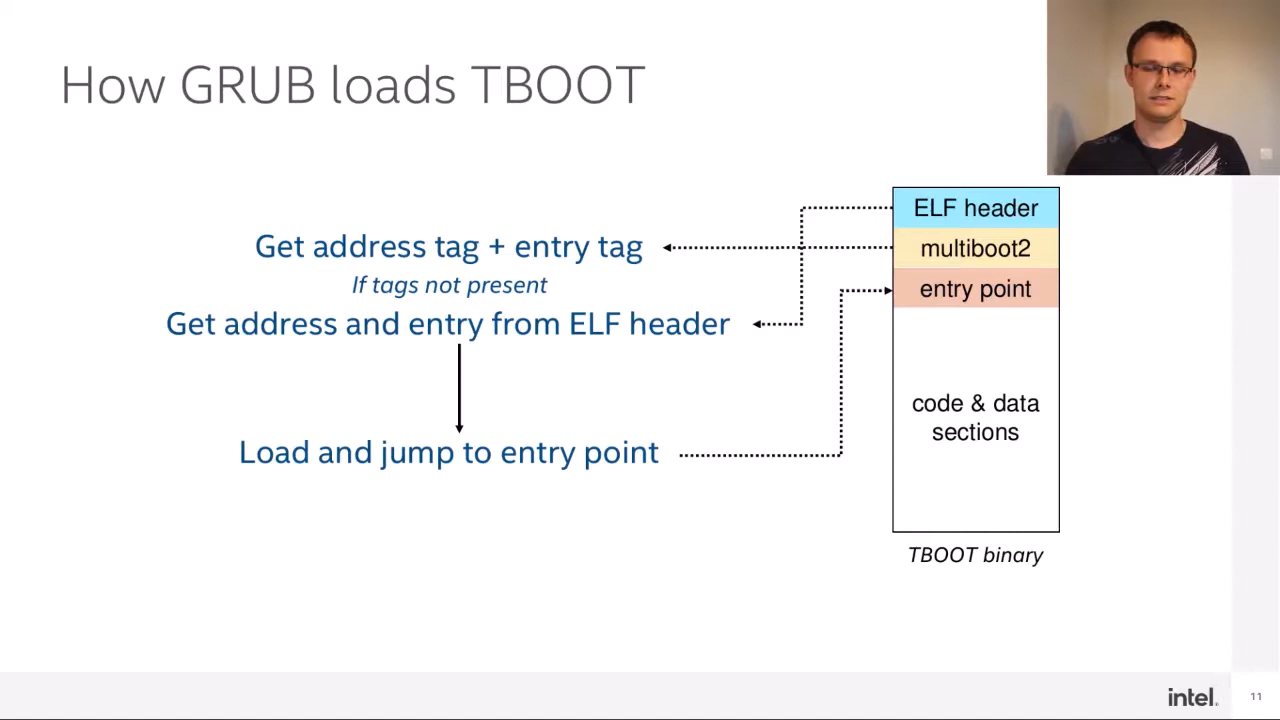 How GRUB loads TBOOT
ELF header
Get address tag + entry tag
multiboot2
If tags not present
entry point
Get address and entry from ELF header
code & data
sections
Load and jump to entry point
TBOOT binary
intel.
11